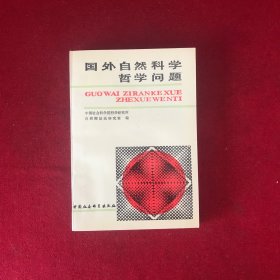 国外自然科学
哲学问题
GUO WAI ZIRANKE XUE
ZHEXUE WENTI
中国社会科学院哲学研究所
自然辩证法研究室 编
中国社会科学出版社